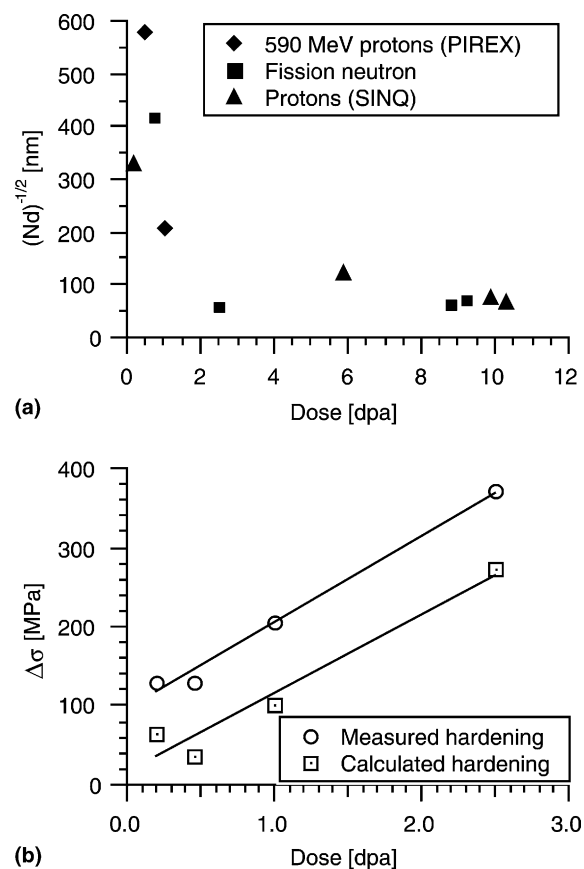 600
500
400
300
200
100
0
(Nd)-1/2 [nm]
590 MeV protons (PIREX)
Fission neutron
Protons (SINQ)
0 2 4 6 8 10 12
(a)
Dose [dpa]
400
300
200
100
0
Δσ [MPa]
Measured hardening
Calculated hardening
0.0 1.0 2.0 3.0
(b)
Dose [dpa]